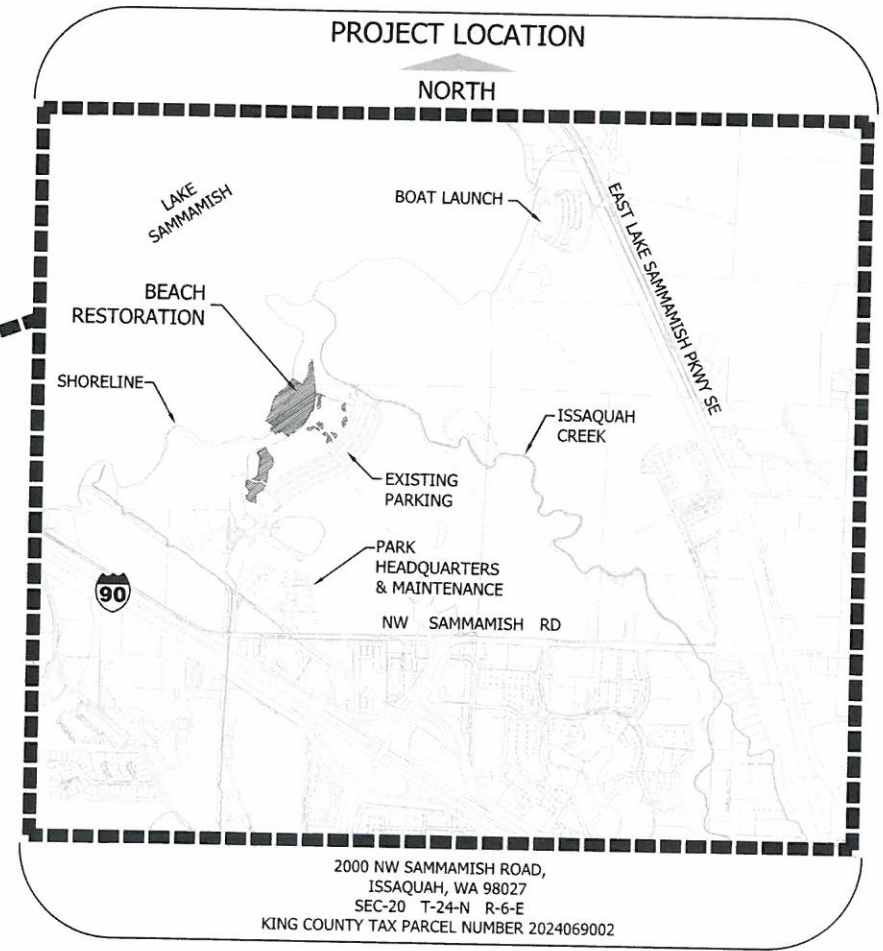 PROJECT LOCATION
NORTH
LAKE
SAMMAMISH
BOAT LAUNCH
EAST LAKE SAMMAMISH PKWY SE
BEACH
RESTORATION
SHORELINE
ISSAQUAH
CREEK
EXISTING
PARKING
PARK
HEADQUARTERS
& MAINTENANCE
90
NW SAMMAMISH RD
2000 NW SAMMAMISH ROAD,
ISSAQUAH, WA 98027
SEC-20 T-24-N R-6-E
KING COUNTY TAX PARCEL NUMBER 2024069002